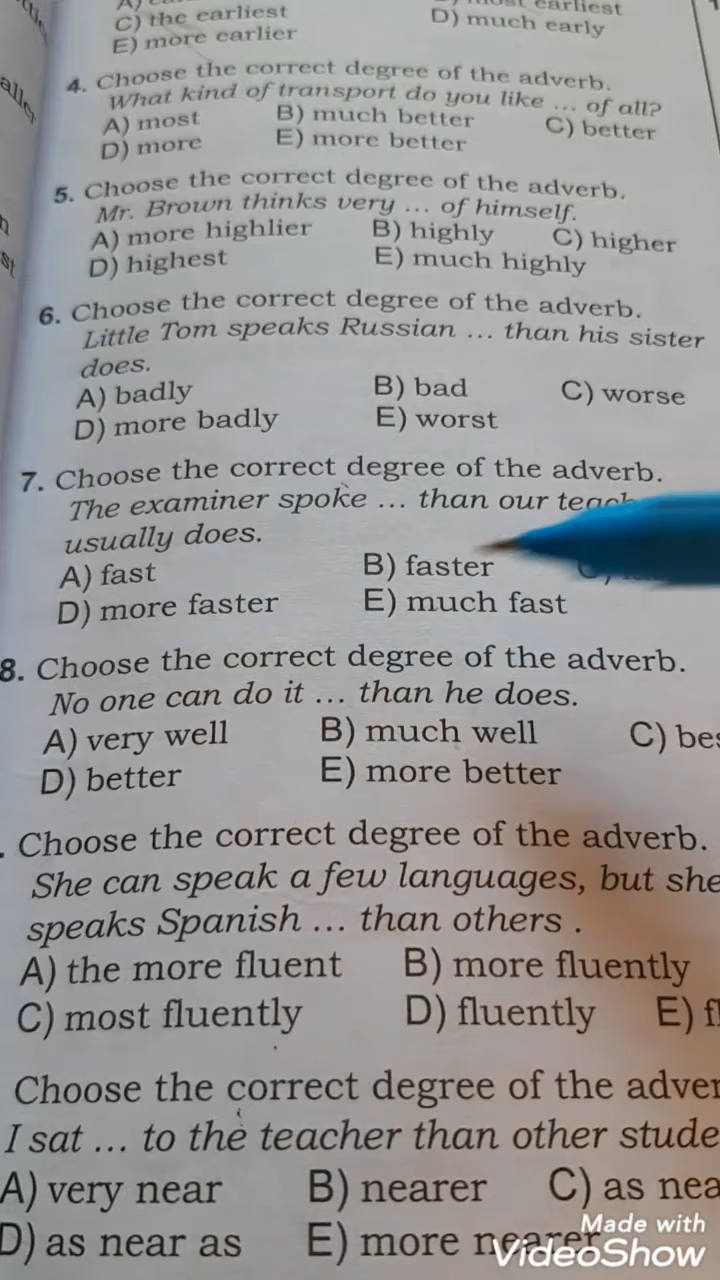 C) the earliest
D) much early
E) more earlier
4. Choose the correct degree of the adverb.
What kind of transport do you like ... of all?
A) most B) much better C) better
D) more E) more better
5. Choose the correct degree of the adverb.
Mr. Brown thinks very ... of himself.
A) more highlier B) highly C) higher
D) highest E) much highly
6. Choose the correct degree of the adverb.
Little Tom speaks Russian ... than his sister
does.
A) badly B) bad C) worse
D) more badly E) worst
7. Choose the correct degree of the adverb.
The examiner spoke ... than our
usually does.
A) fast B) faster
D) more faster E) much fast
8. Choose the correct degree of the adverb.
No one can do it ... than he does.
A) very well B) much well C) bes
D) better E) more better
. Choose the correct degree of the adverb.
She can speak a few languages, but she
speaks Spanish ... than others .
A) the more fluent B) more fluently
C) most fluently D) fluently E) fl
Choose the correct degree of the adver
I sat ... to the teacher than other stude
A) very near B) nearer C) as nea
D) as near as E) more nearer
Made with
VideoShow